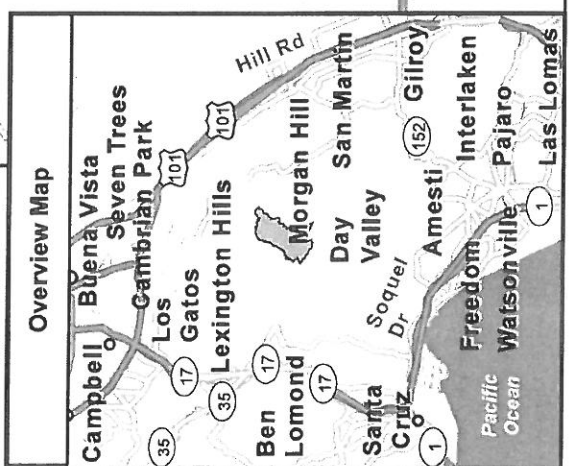 Overview Map
Campbell
Buena Vista
Seven Trees
Cambrian Park
Hill Rd
101
101
Los
Gatos
Lexington Hills
17
35
35
17
Morgan Hill
San Martin
Gilroy
152
Day
Valley
Ben
Lomond
17
Soquel
Dr
Amesti
Interlaken
Pajaro
Las Lomas
Freedom
Watsonville
1
Santa
Cruz
1
Pacific
Ocean